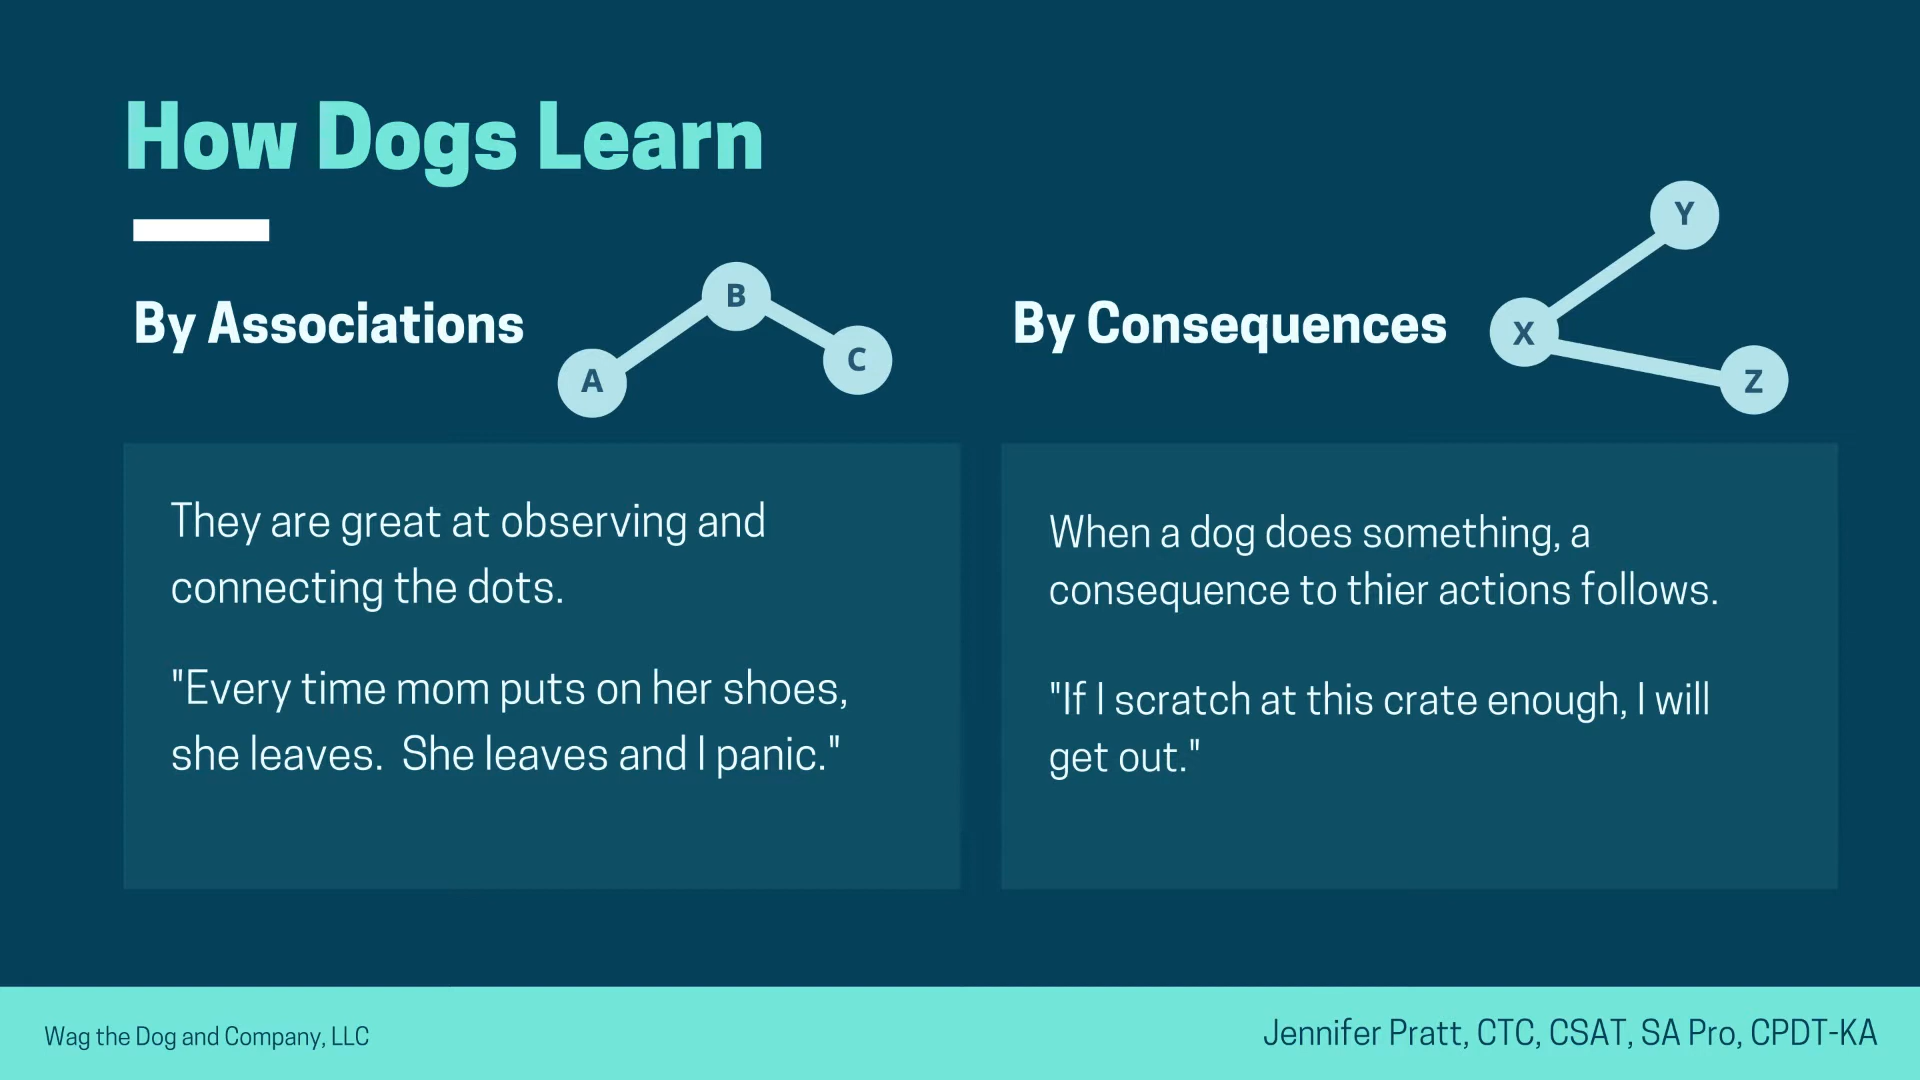 How Dogs Learn
By Associations
A
B
C
They are great at observing and
connecting the dots.
"Every time mom puts on her shoes,
she leaves.  She leaves and I panic."
By Consequences
X
Y
Z
When a dog does something, a
consequence to thier actions follows.
"If I scratch at this crate enough, I will
get out."
Wag the Dog and Company, LLC
Jennifer Pratt, CTC, CSAT, SA Pro, CPDT-KA